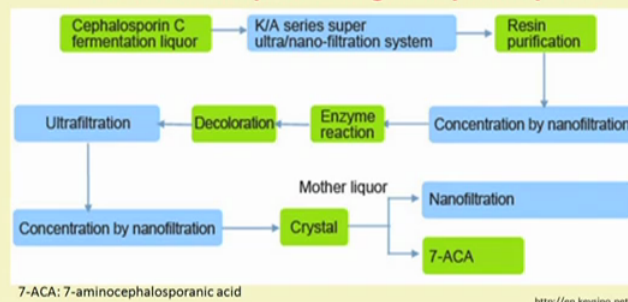 Cephalosporin C
fermentation liquor
K/A series super
ultra/nano-filtration system
Resin
purification
Ultrafiltration
Decoloration
Enzyme
reaction
Concentration by nanofiltration
Mother liquor
Nanofiltration
Concentration by nanofiltration
Crystal
7-ACA
7-ACA: 7-aminocephalosporanic acid